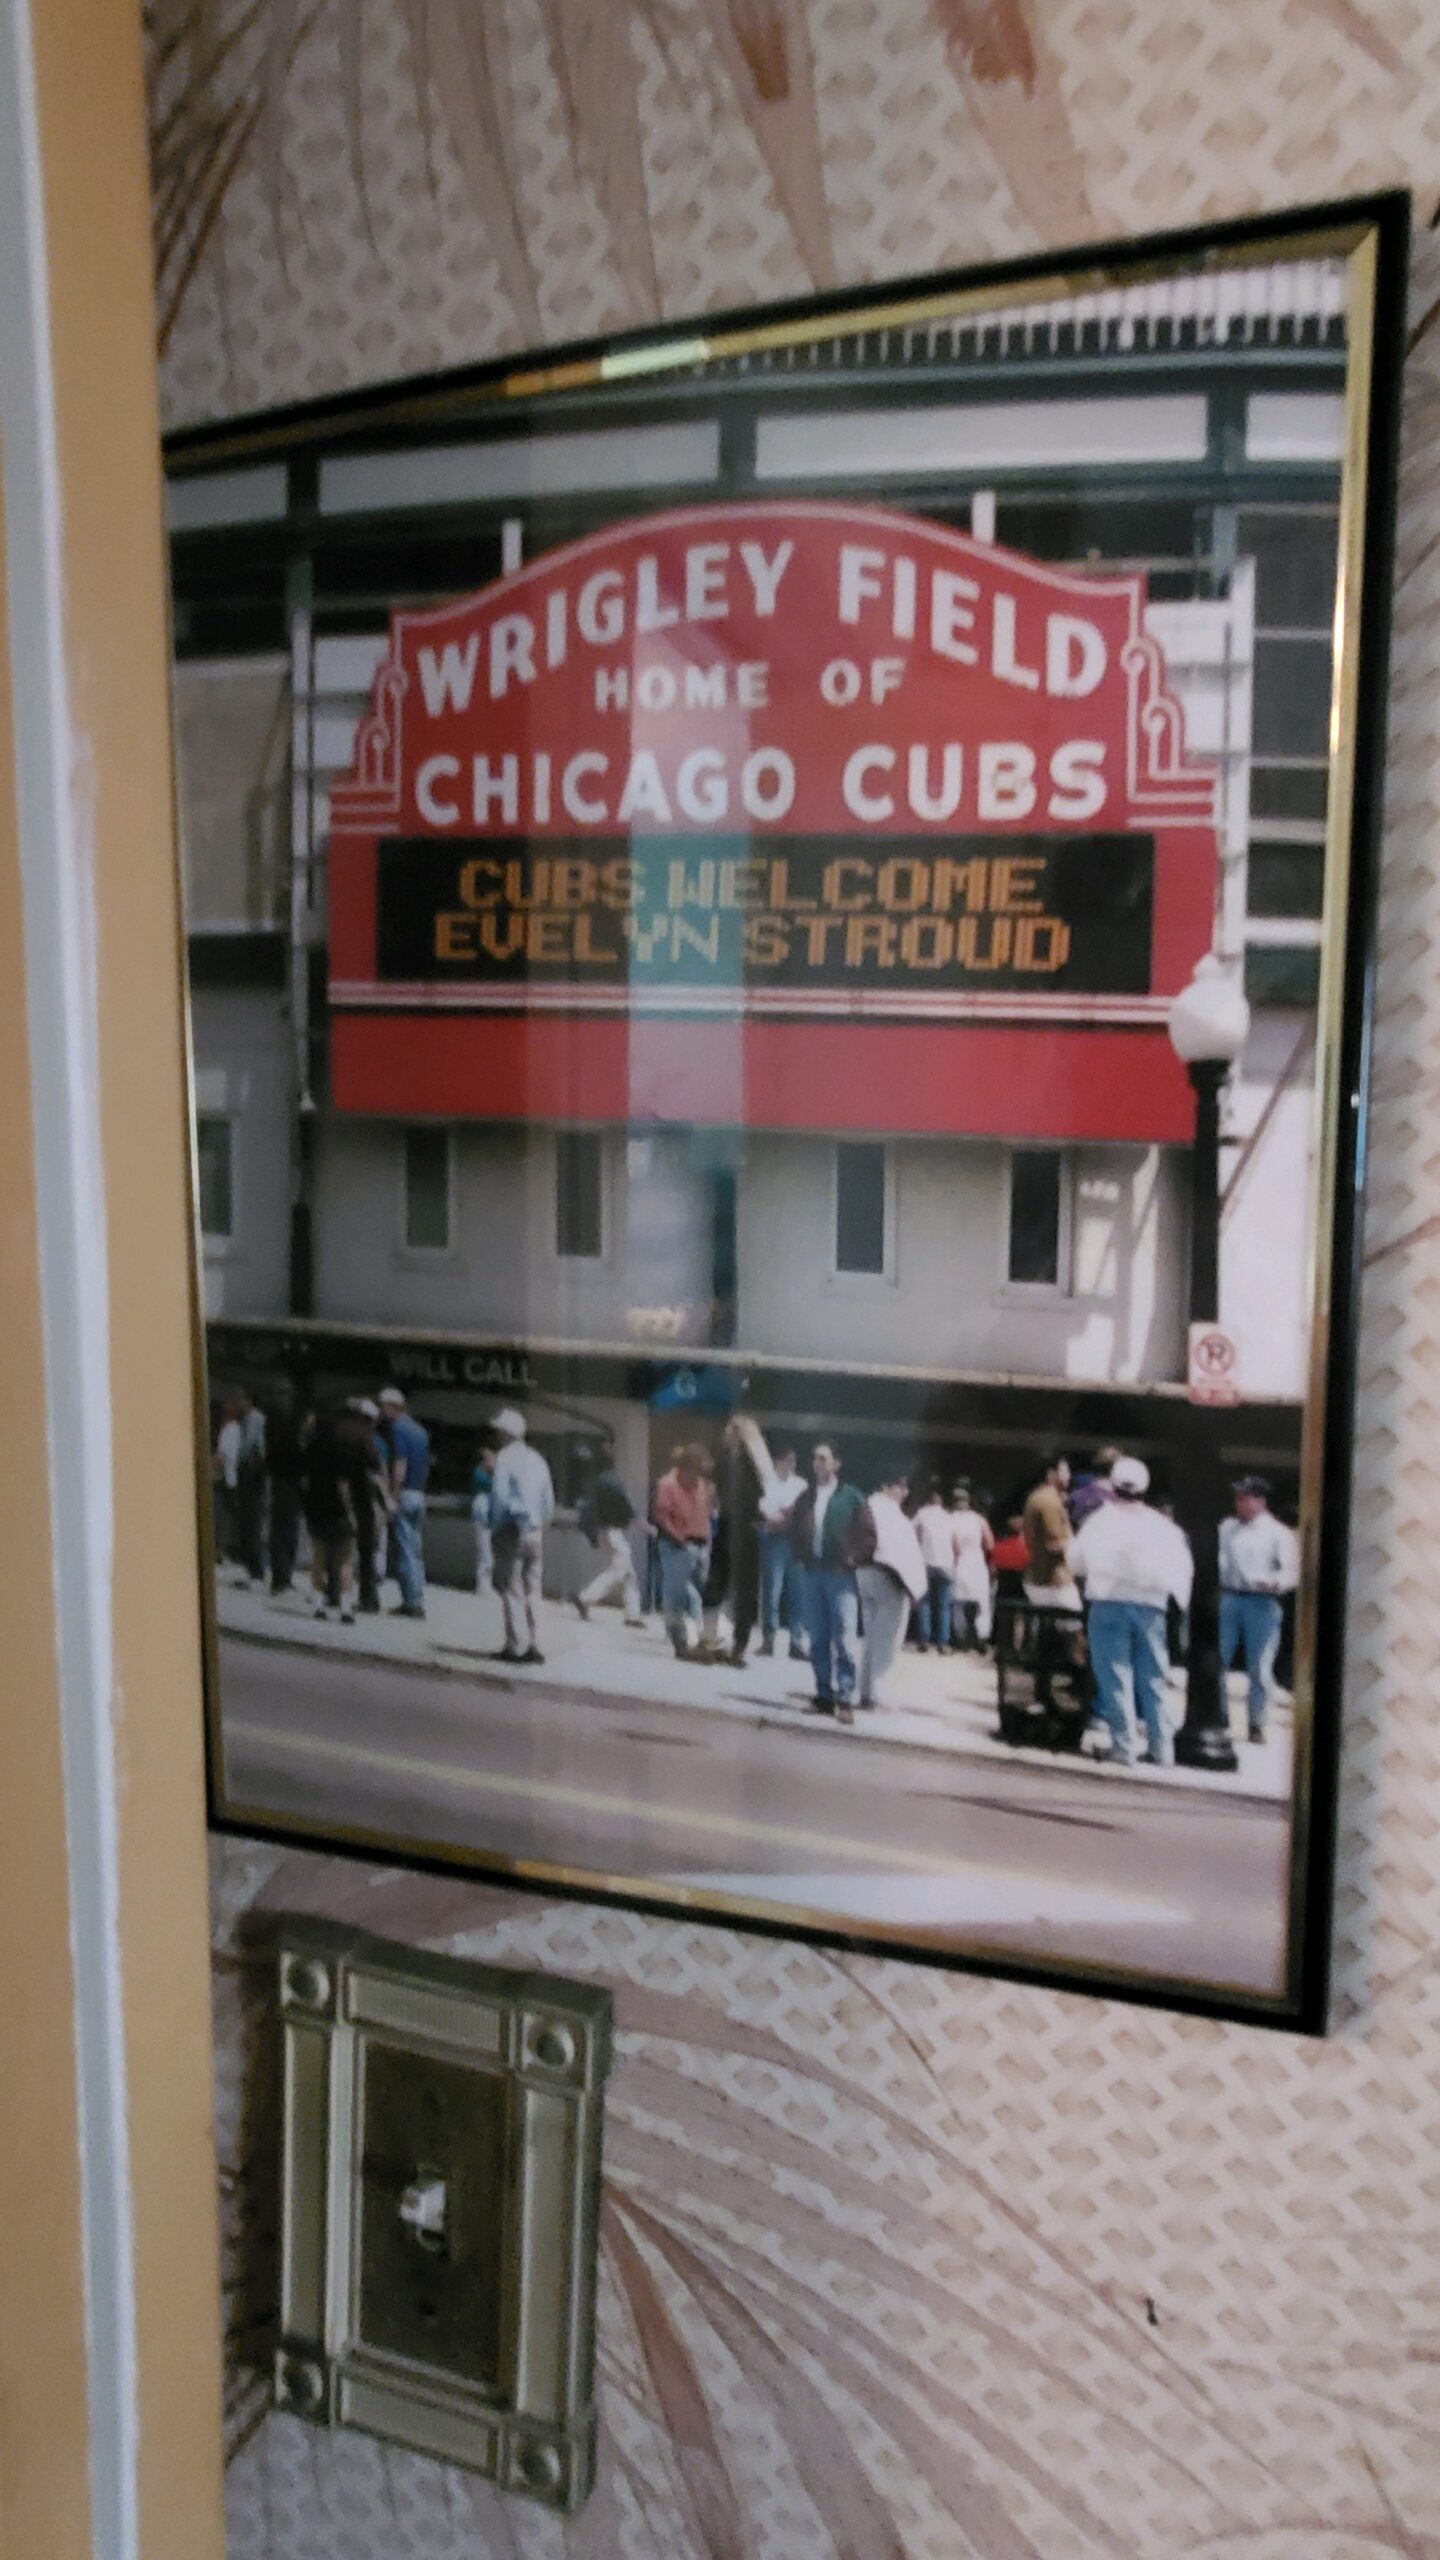 WRIGLEY FIELD
HOME OF
CHICAGO CUBS
CUBS WELCOME
EVELYN STROUD
WILL CALL
G
P